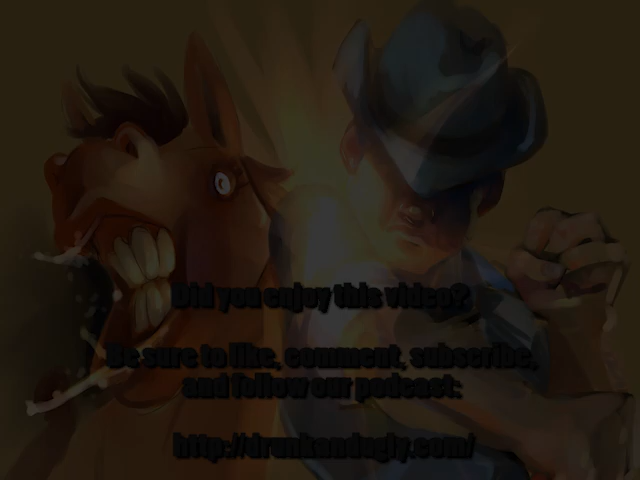 Did you enjoy this video?
Be sure to like, comment, subscribe,
and follow our podcast:
http://drunkandugly.com/